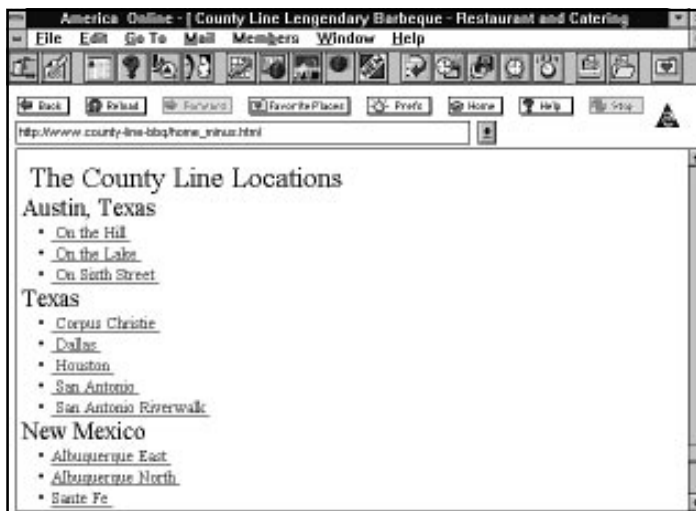 America Online - [ County Line Lengendary Barbeque - Restaurant and Catering
File Edit Go To Mail Members Window Help
Back Reload Forward Favorite Places Prefs Home Help Stop
http://www.county-line-bbq/home_minus.html
The County Line Locations
Austin, Texas
• On the Hill
• On the Lake
• On Sixth Street
Texas
• Corpus Christie
• Dallas
• Houston
• San Antonio
• San Antonio Riverwalk
New Mexico
• Albuquerque East
• Albuquerque North
• Sante Fe